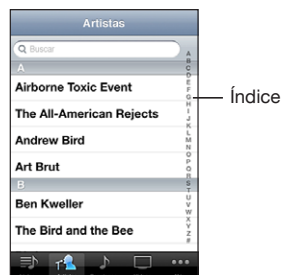 Artistas
Buscar
A
Airborne Toxic Event
The All-American Rejects
Andrew Bird
Art Brut
B
Ben Kweller
The Bird and the Bee
A
B
C
D
E
F
G
H
I
J
K
L
M
N
O
P
Q
R
S
T
U
V
W
X
Y
Z
#
Índice